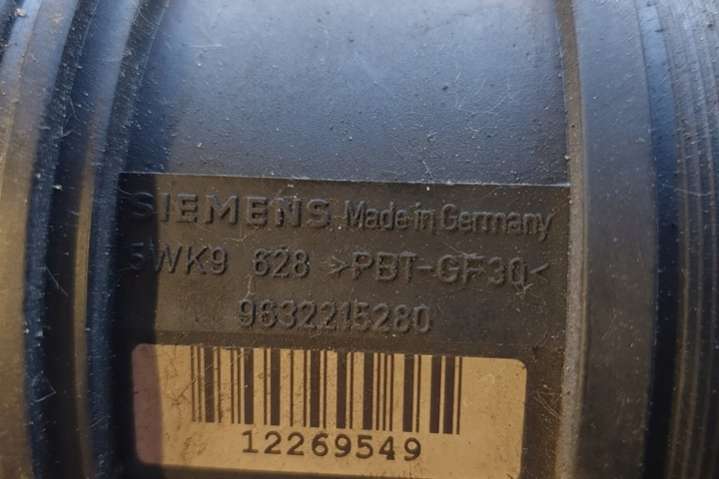 SIEMENS Made in Germany
5WK9 628 >PBT-GF30<
9632215280
12269549